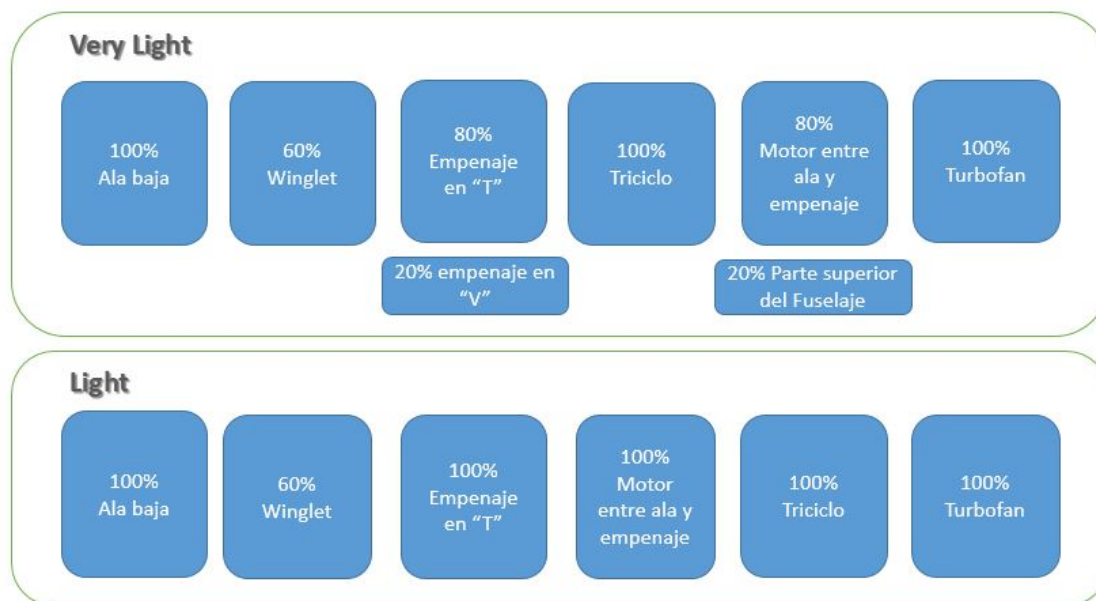 Very Light
100%
Ala baja
60%
Winglet
80%
Empenaje
en “T”
100%
Triciclo
80%
Motor entre
ala y
empenaje
100%
Turbofan
20% empenaje en
“V”
20% Parte superior
del Fuselaje
Light
100%
Ala baja
60%
Winglet
100%
Empenaje
en “T”
100%
Motor
entre ala y
empenaje
100%
Triciclo
100%
Turbofan